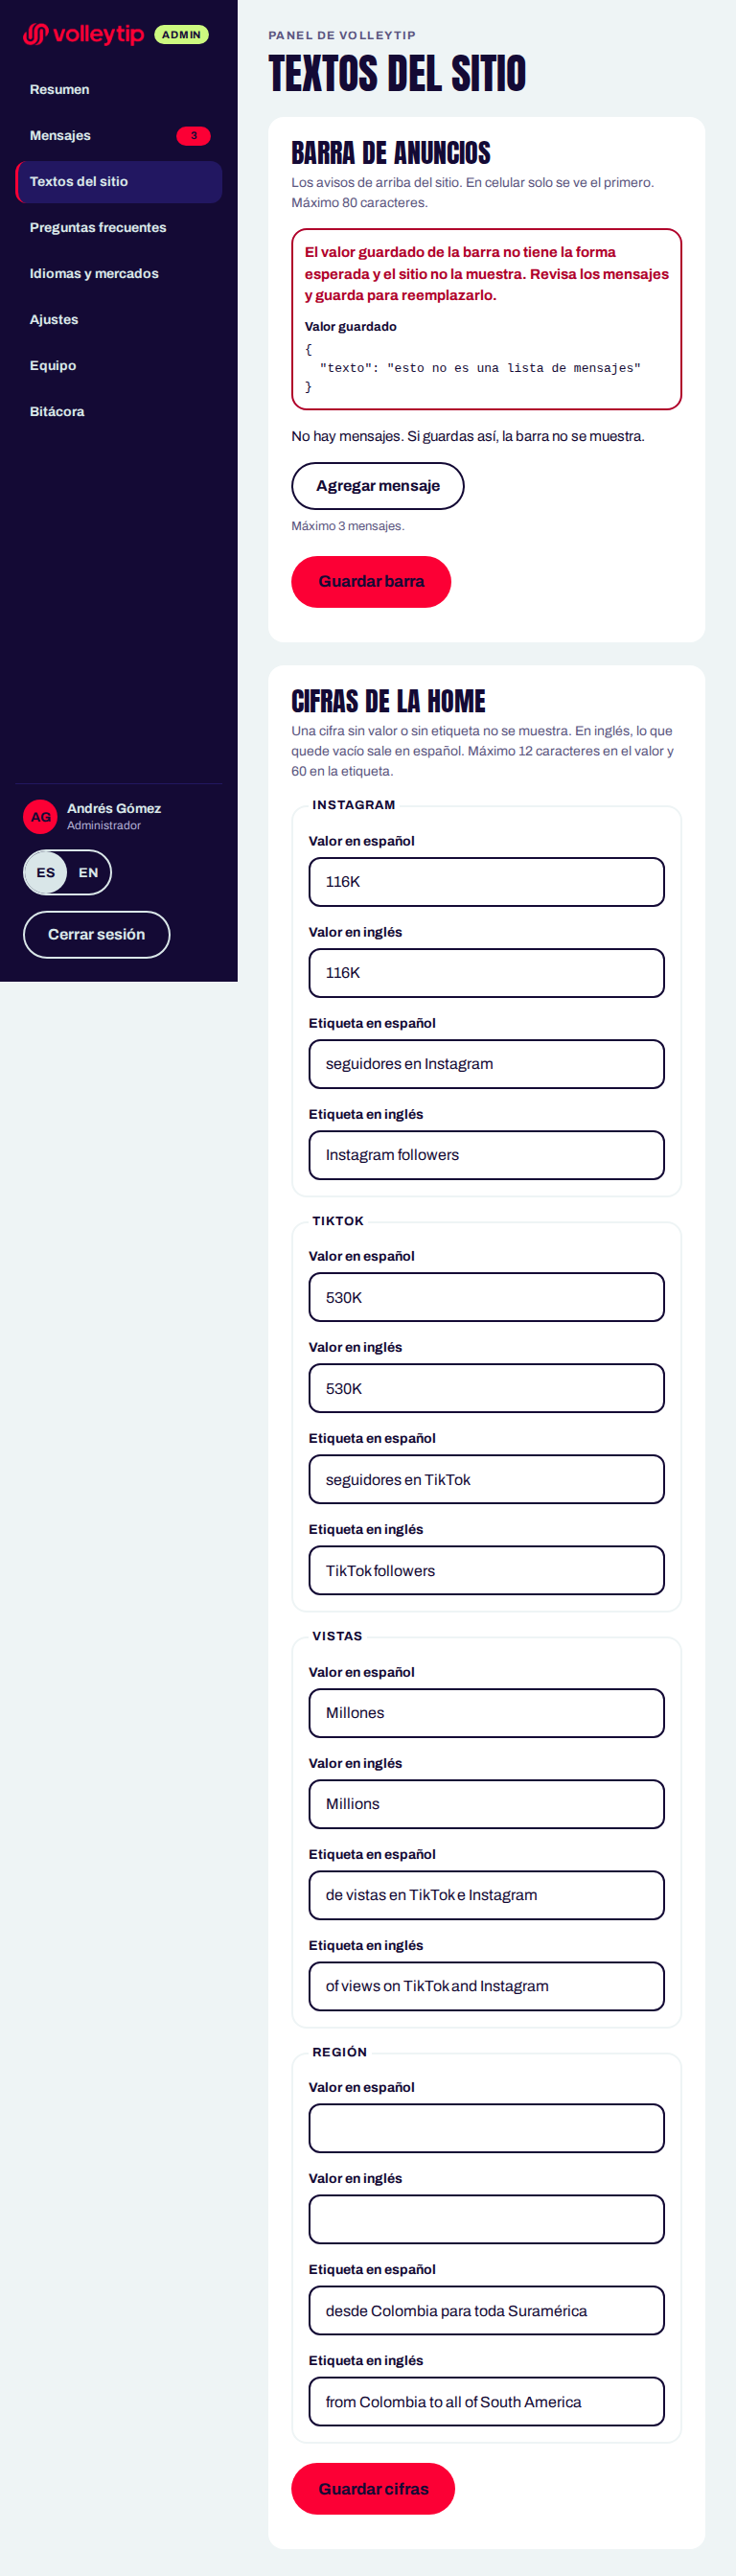 volleytip ADMIN
Resumen
Mensajes 3
Textos del sitio
Preguntas frecuentes
Idiomas y mercados
Ajustes
Equipo
Bitácora
AG Andrés Gómez
Administrador
ES EN
Cerrar sesión
PANEL DE VOLLEYTIP
TEXTOS DEL SITIO
BARRA DE ANUNCIOS
Los avisos de arriba del sitio. En celular solo se ve el primero.
Máximo 80 caracteres.
El valor guardado de la barra no tiene la forma
esperada y el sitio no la muestra. Revisa los mensajes
y guarda para reemplazarlo.
Valor guardado
{
"texto": "esto no es una lista de mensajes"
}
No hay mensajes. Si guardas así, la barra no se muestra.
Agregar mensaje
Máximo 3 mensajes.
Guardar barra
CIFRAS DE LA HOME
Una cifra sin valor o sin etiqueta no se muestra. En inglés, lo que
quede vacío sale en español. Máximo 12 caracteres en el valor y
60 en la etiqueta.
INSTAGRAM
Valor en español
116K
Valor en inglés
116K
Etiqueta en español
seguidores en Instagram
Etiqueta en inglés
Instagram followers
TIKTOK
Valor en español
530K
Valor en inglés
530K
Etiqueta en español
seguidores en TikTok
Etiqueta en inglés
TikTok followers
VISTAS
Valor en español
Millones
Valor en inglés
Millions
Etiqueta en español
de vistas en TikTok e Instagram
Etiqueta en inglés
of views on TikTok and Instagram
REGIÓN
Valor en español
Valor en inglés
Etiqueta en español
desde Colombia para toda Suramérica
Etiqueta en inglés
from Colombia to all of South America
Guardar cifras